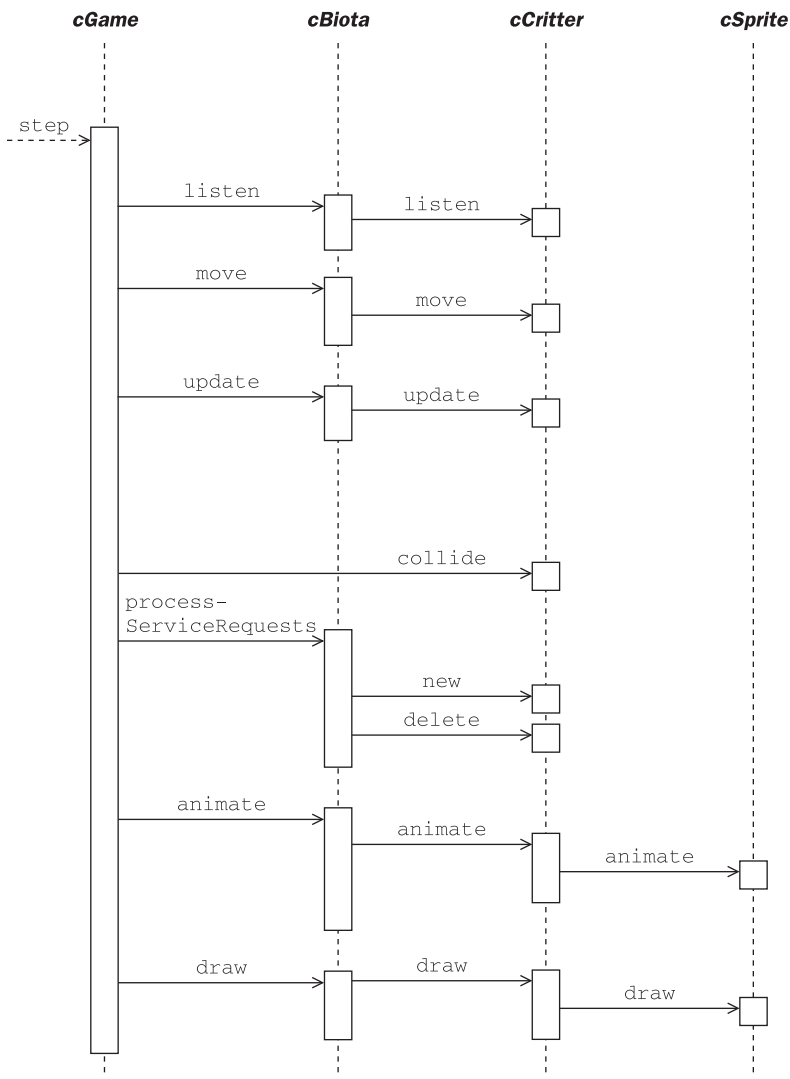 cGame cBiota cCritter cSprite
step
listen
listen
move
move
update
update
collide
process-
ServiceRequests
new
delete
animate
animate
animate
draw
draw
draw